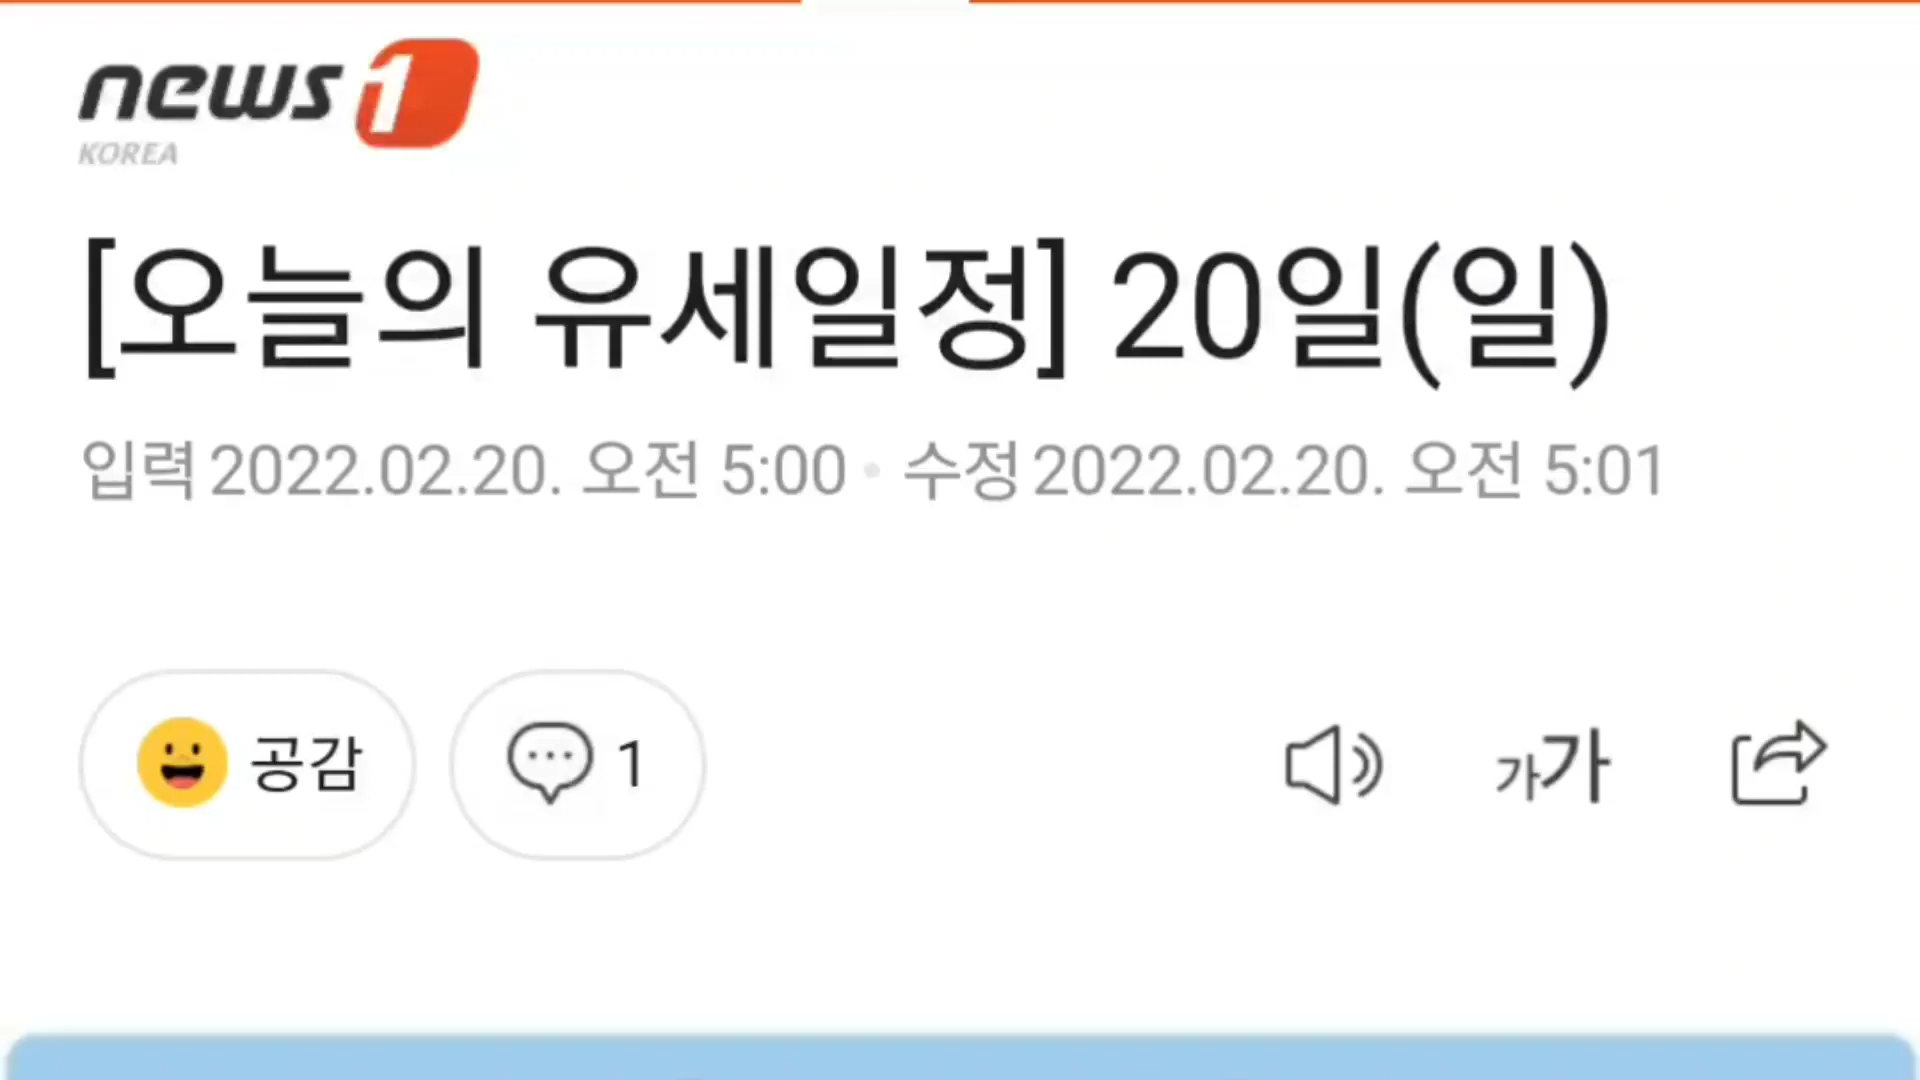 news1
KOREA
[오늘의 유세일정] 20일(일)
입력 2022.02.20. 오전 5:00 · 수정 2022.02.20. 오전 5:01
공감 1 가가